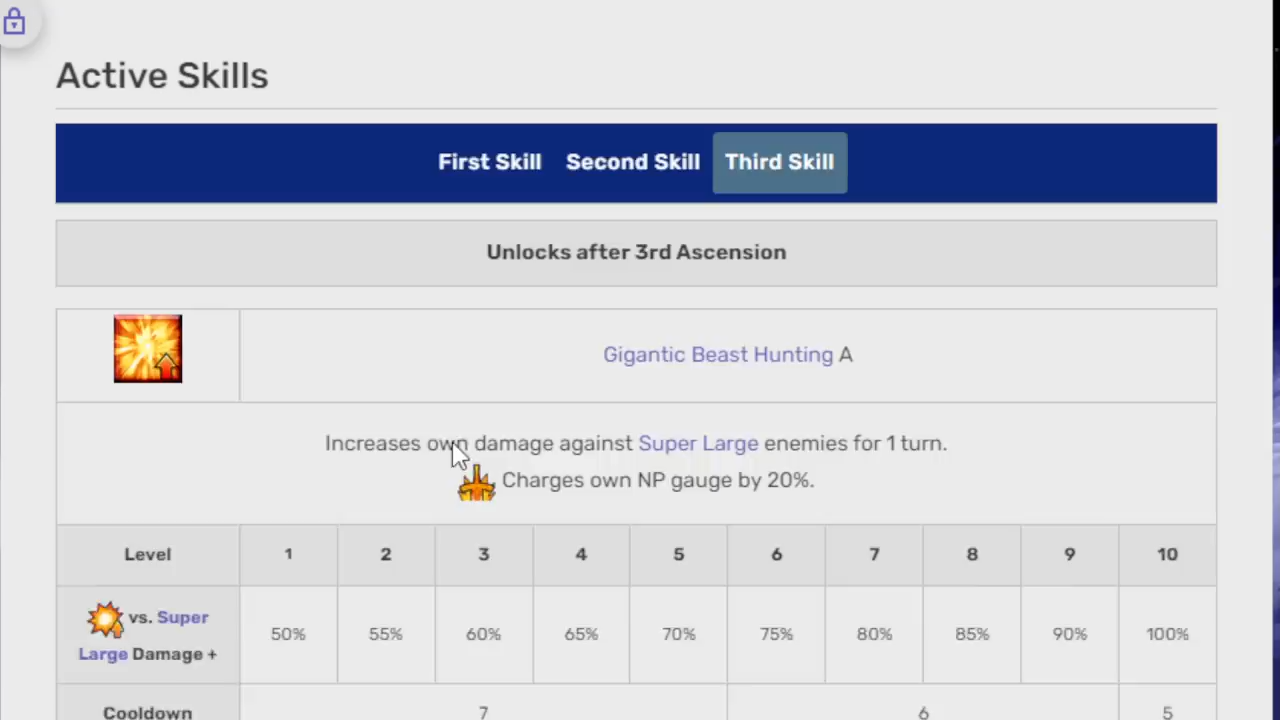 Active Skills
First Skill Second Skill Third Skill
Unlocks after 3rd Ascension
Gigantic Beast Hunting A
Increases own damage against Super Large enemies for 1 turn.
Charges own NP gauge by 20%.
Level 1 2 3 4 5 6 7 8 9 10
vs. Super
Large Damage +
50% 55% 60% 65% 70% 75% 80% 85% 90% 100%
Cooldown 7 6 5